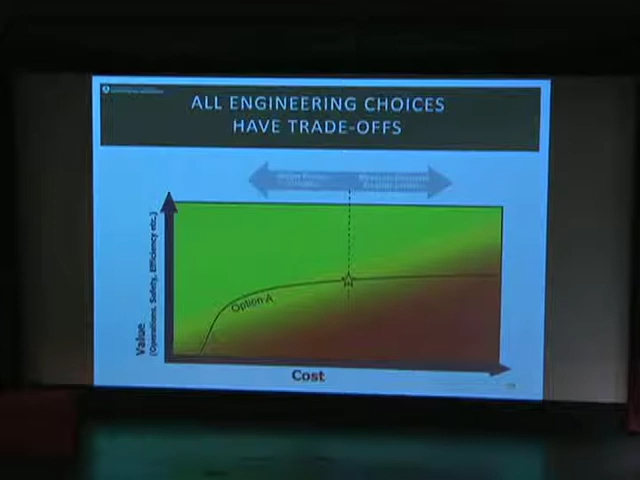 ALL ENGINEERING CHOICES
HAVE TRADE-OFFS
Value
(Operations, Safety, Efficiency etc.)
Option A
Cost